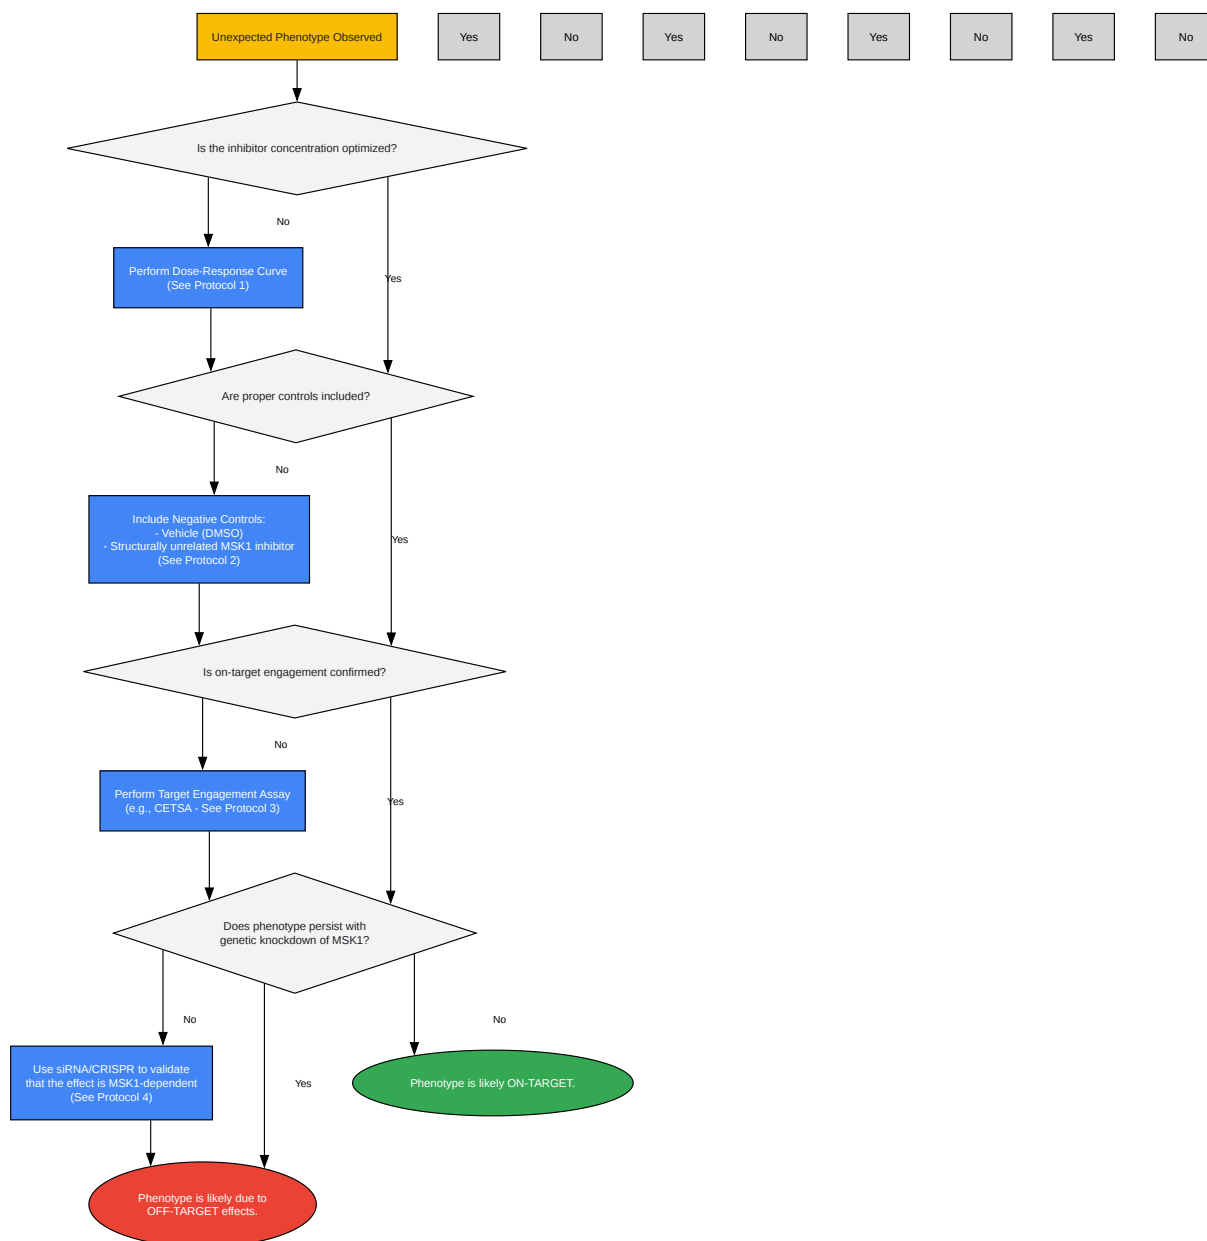 Unexpected Phenotype Observed
Yes
No
Yes
No
Yes
No
Yes
No
Is the inhibitor concentration optimized?
No
Perform Dose-Response Curve
(See Protocol 1)
Yes
Are proper controls included?
No
Include Negative Controls:
- Vehicle (DMSO)
- Structurally unrelated MSK1 inhibitor
(See Protocol 2)
Yes
Is on-target engagement confirmed?
No
Perform Target Engagement Assay
(e.g., CETSA - See Protocol 3)
Yes
Does phenotype persist with
genetic knockdown of MSK1?
No
No
Use siRNA/CRISPR to validate
that the effect is MSK1-dependent
(See Protocol 4)
Yes
Phenotype is likely ON-TARGET.
Phenotype is likely due to
OFF-TARGET effects.